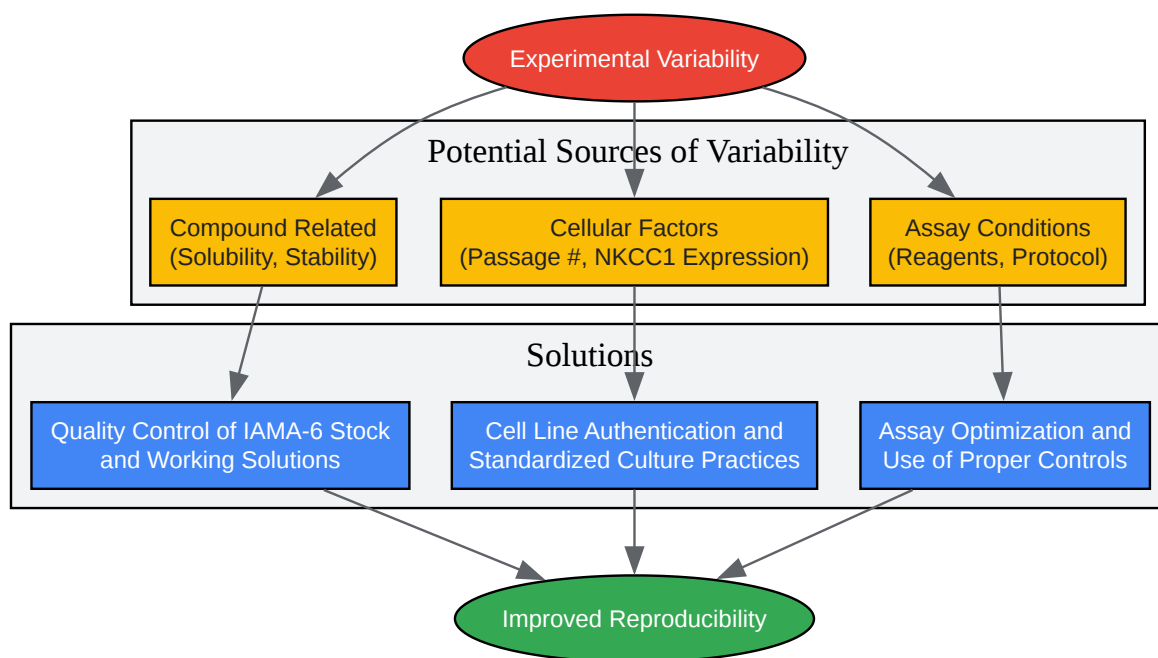 Experimental Variability
Potential Sources of Variability
Compound Related
(Solubility, Stability)
Cellular Factors
(Passage #, NKCC1 Expression)
Assay Conditions
(Reagents, Protocol)
Solutions
Quality Control of IAMA-6 Stock
and Working Solutions
Cell Line Authentication and
Standardized Culture Practices
Assay Optimization and
Use of Proper Controls
Improved Reproducibility